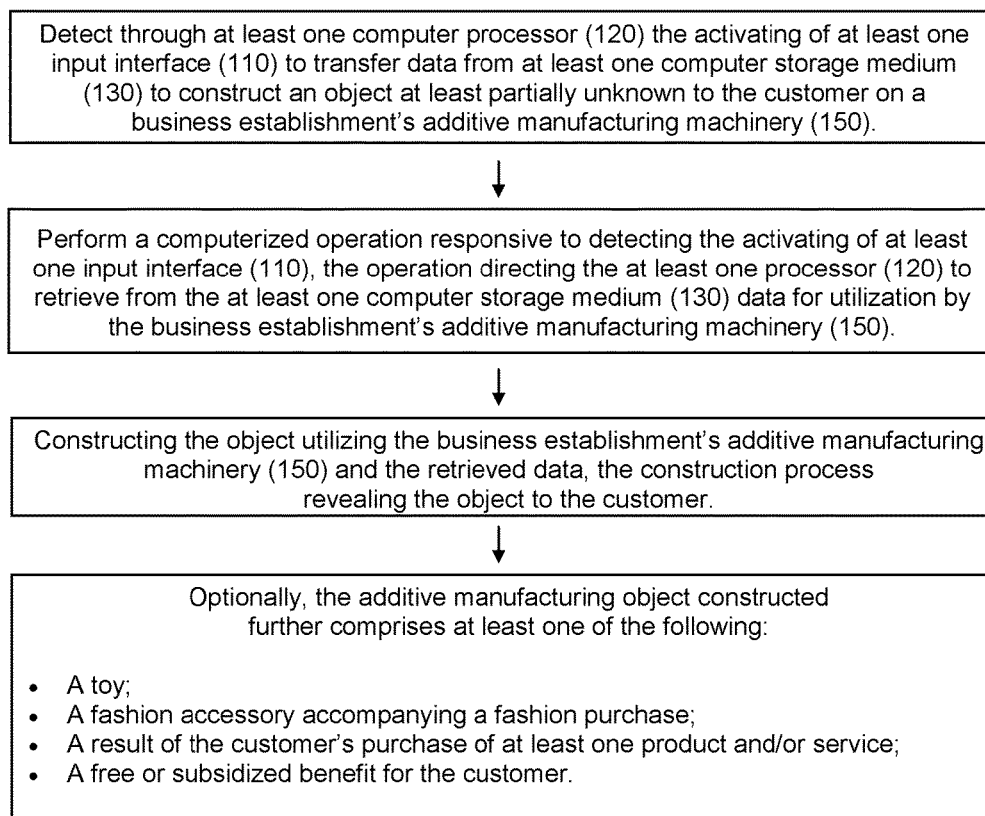 Detect through at least one computer processor (120) the activating of at least one
input interface (110) to transfer data from at least one computer storage medium
(130) to construct an object at least partially unknown to the customer on a
business establishment's additive manufacturing machinery (150).
Perform a computerized operation responsive to detecting the activating of at least
one input interface (110), the operation directing the at least one processor (120) to
retrieve from the at least one computer storage medium (130) data for utilization by
the business establishment's additive manufacturing machinery (150).
Constructing the object utilizing the business establishment's additive manufacturing
machinery (150) and the retrieved data, the construction process
revealing the object to the customer.
Optionally, the additive manufacturing object constructed
further comprises at least one of the following:
• A toy;
• A fashion accessory accompanying a fashion purchase;
• A result of the customer's purchase of at least one product and/or service;
• A free or subsidized benefit for the customer.